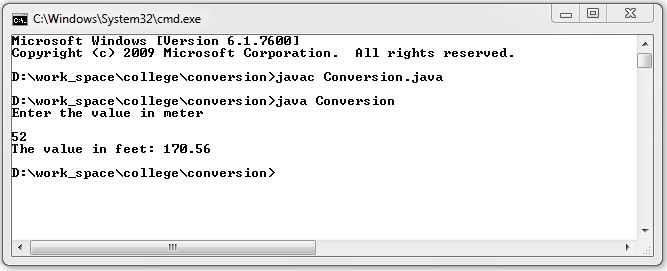 C:\Windows\System32\cmd.exe
Microsoft Windows [Version 6.1.7600]
Copyright (c) 2009 Microsoft Corporation.  All rights reserved.
D:\work_space\college\conversion>javac Conversion.java
D:\work_space\college\conversion>java Conversion
Enter the value in meter
52
The value in feet: 170.56
D:\work_space\college\conversion>